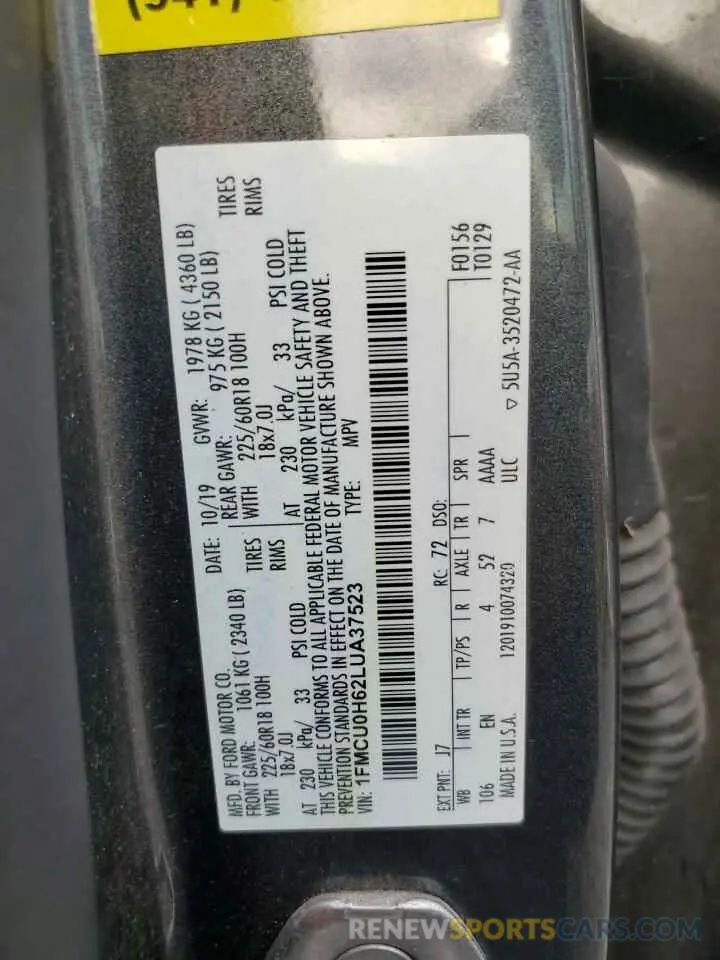 (541)
MFD. BY FORD MOTOR CO.
DATE: 10/19 GVWR: 1978 KG ( 4360 LB)
FRONT GAWR: 1061 KG ( 2340 LB) REAR GAWR: 975 KG ( 2150 LB)
WITH 225/60R18 100H TIRES WITH 225/60R18 100H TIRES
18x7.0J RIMS 18x7.0J RIMS
AT 230 kPa/ 33 PSI COLD AT 230 kPa/ 33 PSI COLD
THIS VEHICLE CONFORMS TO ALL APPLICABLE FEDERAL MOTOR VEHICLE SAFETY AND THEFT
PREVENTION STANDARDS IN EFFECT ON THE DATE OF MANUFACTURE SHOWN ABOVE.
VIN: 1FMCU0H62LUA37523 TYPE: MPV
F0156
T0129
EXT PNT: J7 RC: 72 DSO:
WB INT TR TP/PS R AXLE TR SPR
106 EN 4 52 7 AAAA
MADE IN U.S.A. 1201910074320 ULC ▽ 5U5A-3520472-AA
RENEWSPORTSCARS.COM